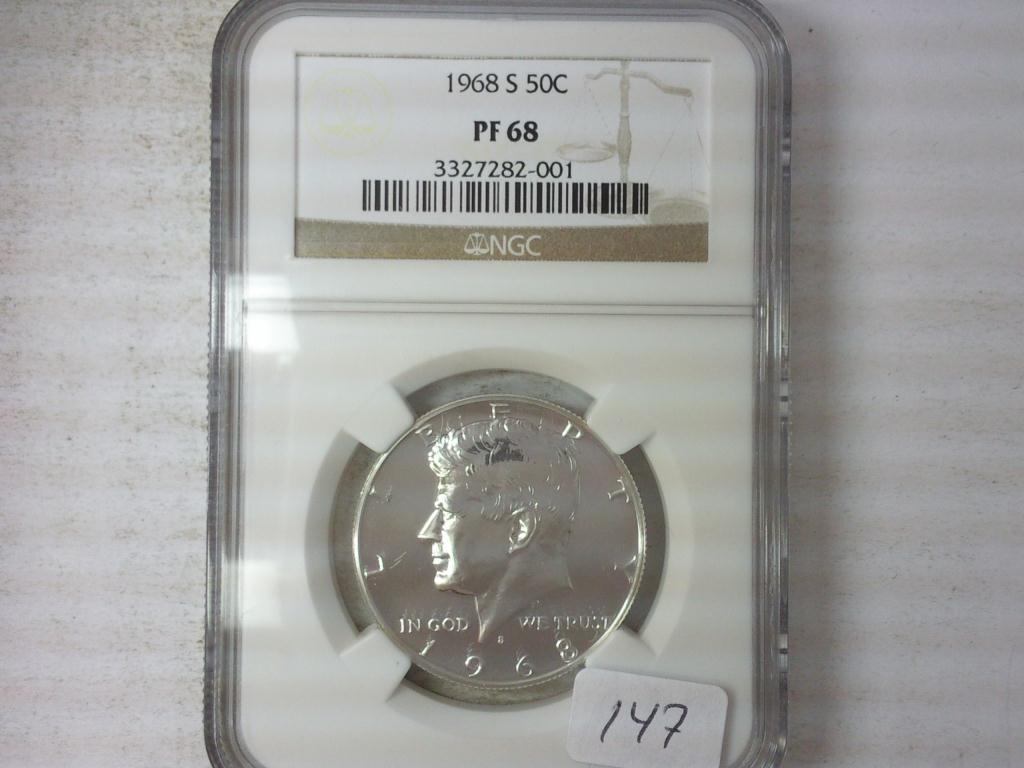 1968 S 50C
PF 68
3327282-001
NGC
LIBERTY
IN GOD WE TRUST
S
1968
147